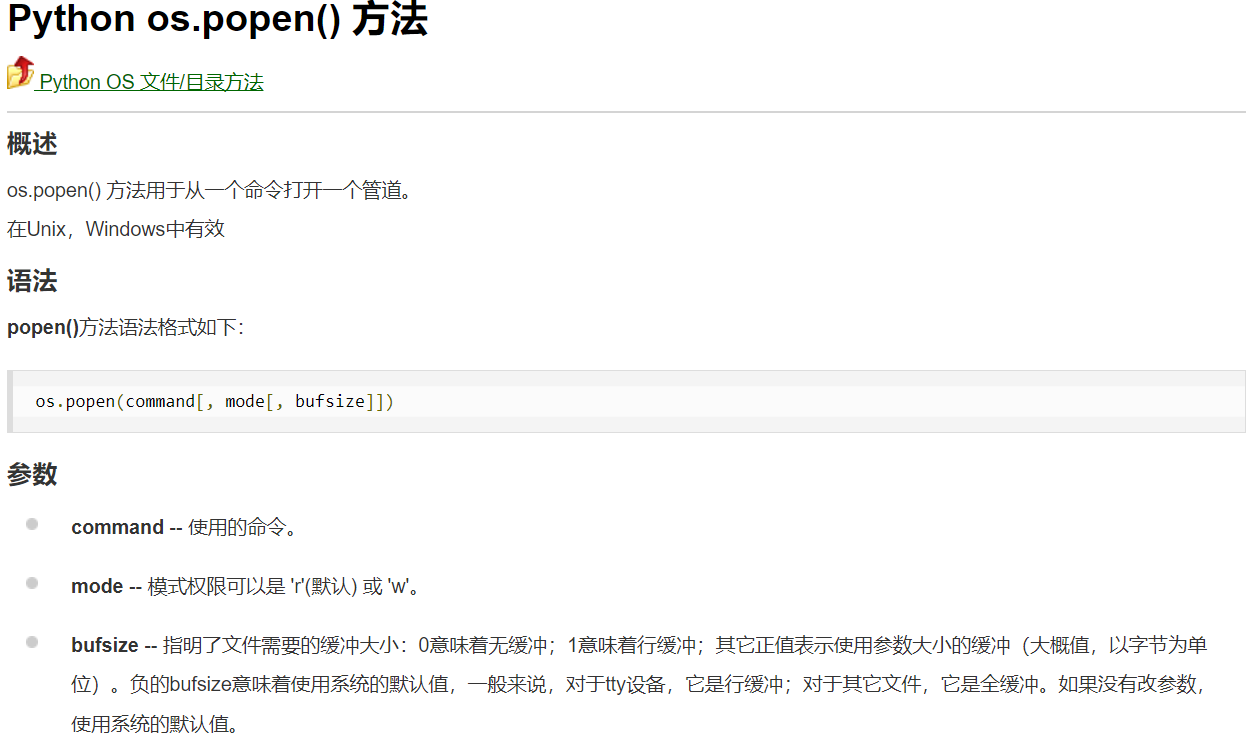 Python os.popen() 方法
Python OS 文件/目录方法
概述
os.popen() 方法用于从一个命令打开一个管道。
在Unix，Windows中有效
语法
popen()方法语法格式如下：
os.popen(command[, mode[, bufsize]])
参数
command -- 使用的命令。
mode -- 模式权限可以是 'r'(默认) 或 'w'。
bufsize -- 指明了文件需要的缓冲大小：0意味着无缓冲；1意味着行缓冲；其它正值表示使用参数大小的缓冲（大概值，以字节为单
位）。负的bufsize意味着使用系统的默认值，一般来说，对于tty设备，它是行缓冲；对于其它文件，它是全缓冲。如果没有改参数，
使用系统的默认值。